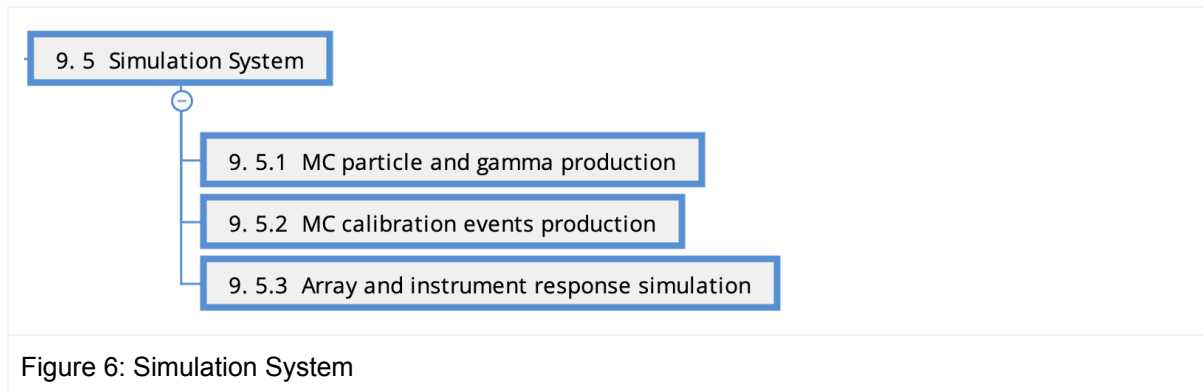 9. 5 Simulation System
9. 5.1 MC particle and gamma production
9. 5.2 MC calibration events production
9. 5.3 Array and instrument response simulation
Figure 6: Simulation System